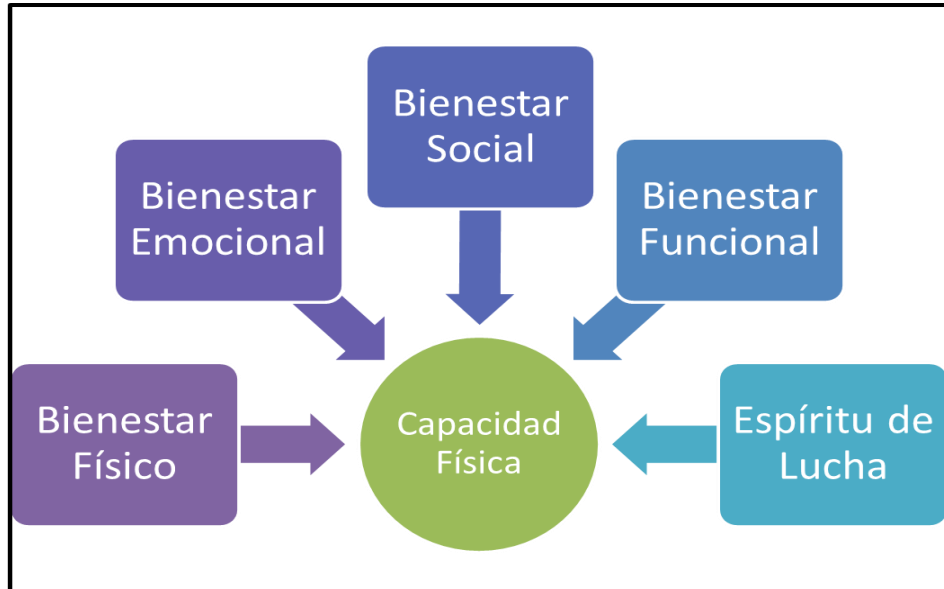 Bienestar
Social
Bienestar
Emocional
Bienestar
Funcional
Bienestar
Físico
Capacidad
Física
Espíritu de
Lucha